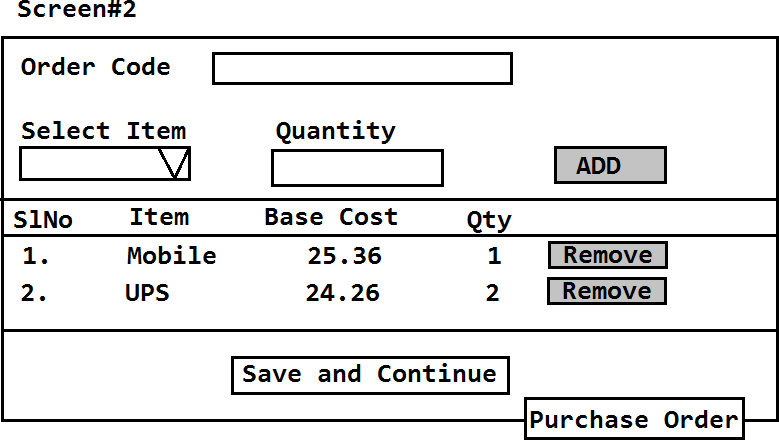 Screen#2
Order Code
Select Item Quantity
ADD
SlNo Item Base Cost Qty
1. Mobile 25.36 1 Remove
2. UPS 24.26 2 Remove
Save and Continue
Purchase Order